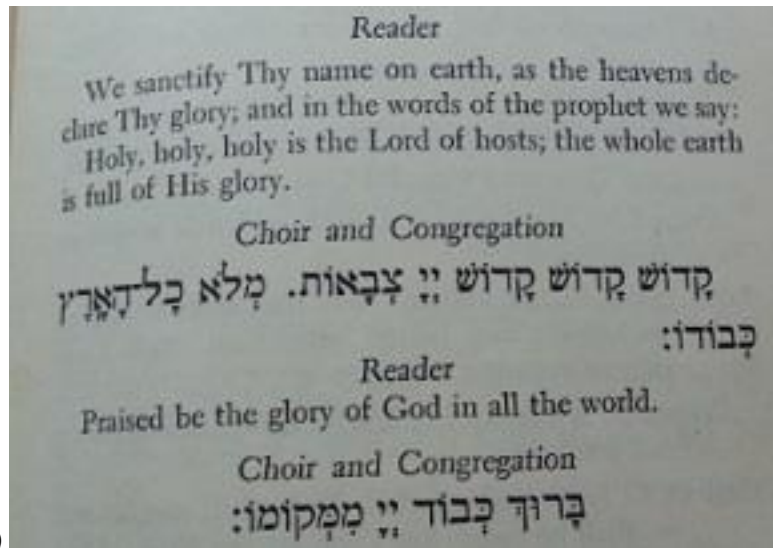 Reader
We sanctify Thy name on earth, as the heavens de-
clare Thy glory; and in the words of the prophet we say:
Holy, holy, holy is the Lord of hosts; the whole earth
is full of His glory.
Choir and Congregation
קָדוֹשׁ קָדוֹשׁ קָדוֹשׁ יְיָ צְבָאוֹת. מְלֹא כָל־הָאָרֶץ
כְּבוֹדוֹ:
Reader
Praised be the glory of God in all the world.
Choir and Congregation
בָּרוּךְ כְּבוֹד יְיָ מִמְּקוֹמוֹ: